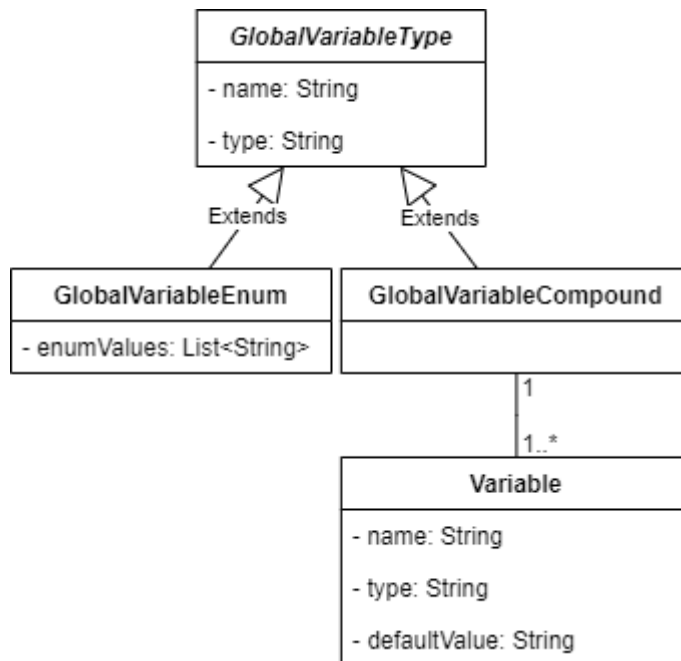 GlobalVariableType
- name: String
- type: String
Extends
Extends
GlobalVariableEnum
- enumValues: List<String>
GlobalVariableCompound
1
1..*
Variable
- name: String
- type: String
- defaultValue: String